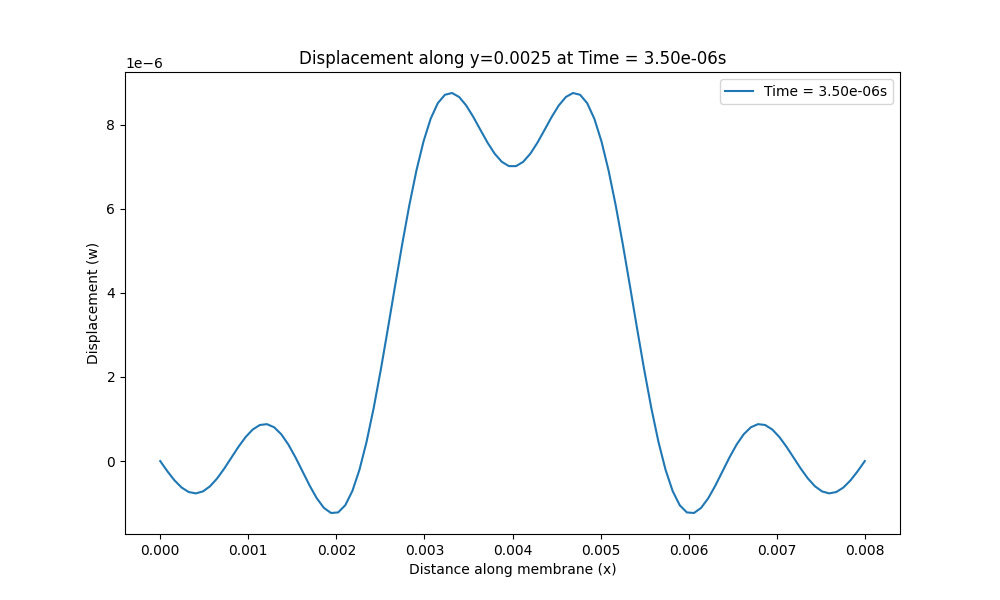 Displacement along y=0.0025 at Time = 3.50e-06s
1e−6
Time = 3.50e-06s
8
6
4
2
0
Displacement (w)
0.000 0.001 0.002 0.003 0.004 0.005 0.006 0.007 0.008
Distance along membrane (x)